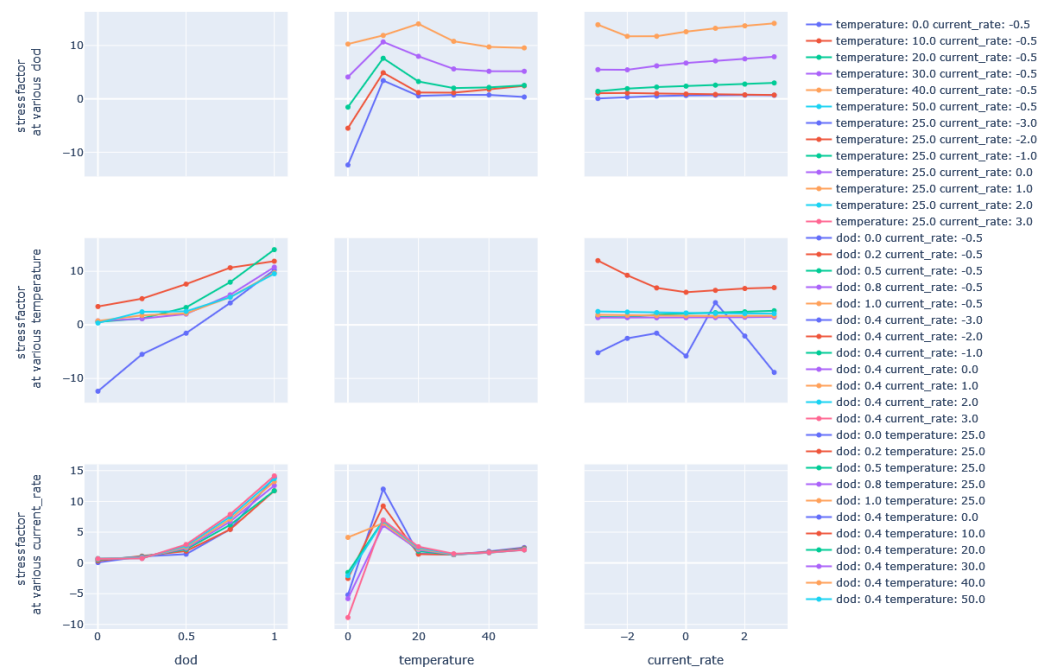 10
0
−10
stressfactor
at various dod
10
0
−10
stressfactor
at various temperature
15
10
5
0
−5
−10
stressfactor
at various current_rate
0 0.5 1
dod
0 20 40
temperature
−2 0 2
current_rate
temperature: 0.0 current_rate: -0.5
temperature: 10.0 current_rate: -0.5
temperature: 20.0 current_rate: -0.5
temperature: 30.0 current_rate: -0.5
temperature: 40.0 current_rate: -0.5
temperature: 50.0 current_rate: -0.5
temperature: 25.0 current_rate: -3.0
temperature: 25.0 current_rate: -2.0
temperature: 25.0 current_rate: -1.0
temperature: 25.0 current_rate: 0.0
temperature: 25.0 current_rate: 1.0
temperature: 25.0 current_rate: 2.0
temperature: 25.0 current_rate: 3.0
dod: 0.0 current_rate: -0.5
dod: 0.2 current_rate: -0.5
dod: 0.5 current_rate: -0.5
dod: 0.8 current_rate: -0.5
dod: 1.0 current_rate: -0.5
dod: 0.4 current_rate: -3.0
dod: 0.4 current_rate: -2.0
dod: 0.4 current_rate: -1.0
dod: 0.4 current_rate: 0.0
dod: 0.4 current_rate: 1.0
dod: 0.4 current_rate: 2.0
dod: 0.4 current_rate: 3.0
dod: 0.0 temperature: 25.0
dod: 0.2 temperature: 25.0
dod: 0.5 temperature: 25.0
dod: 0.8 temperature: 25.0
dod: 1.0 temperature: 25.0
dod: 0.4 temperature: 0.0
dod: 0.4 temperature: 10.0
dod: 0.4 temperature: 20.0
dod: 0.4 temperature: 30.0
dod: 0.4 temperature: 40.0
dod: 0.4 temperature: 50.0